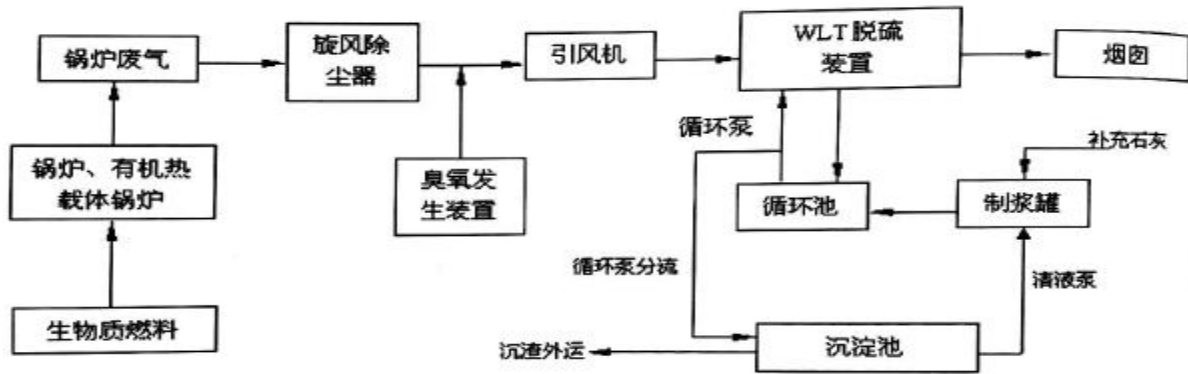 锅炉废气
旋风除
尘器
引风机
WLT脱硫
装置
烟囱
循环泵
补充石灰
锅炉、有机热
载体锅炉
臭氧发
生装置
循环池
制浆罐
循环泵分流
清液泵
生物质燃料
沉渣外运
沉淀池